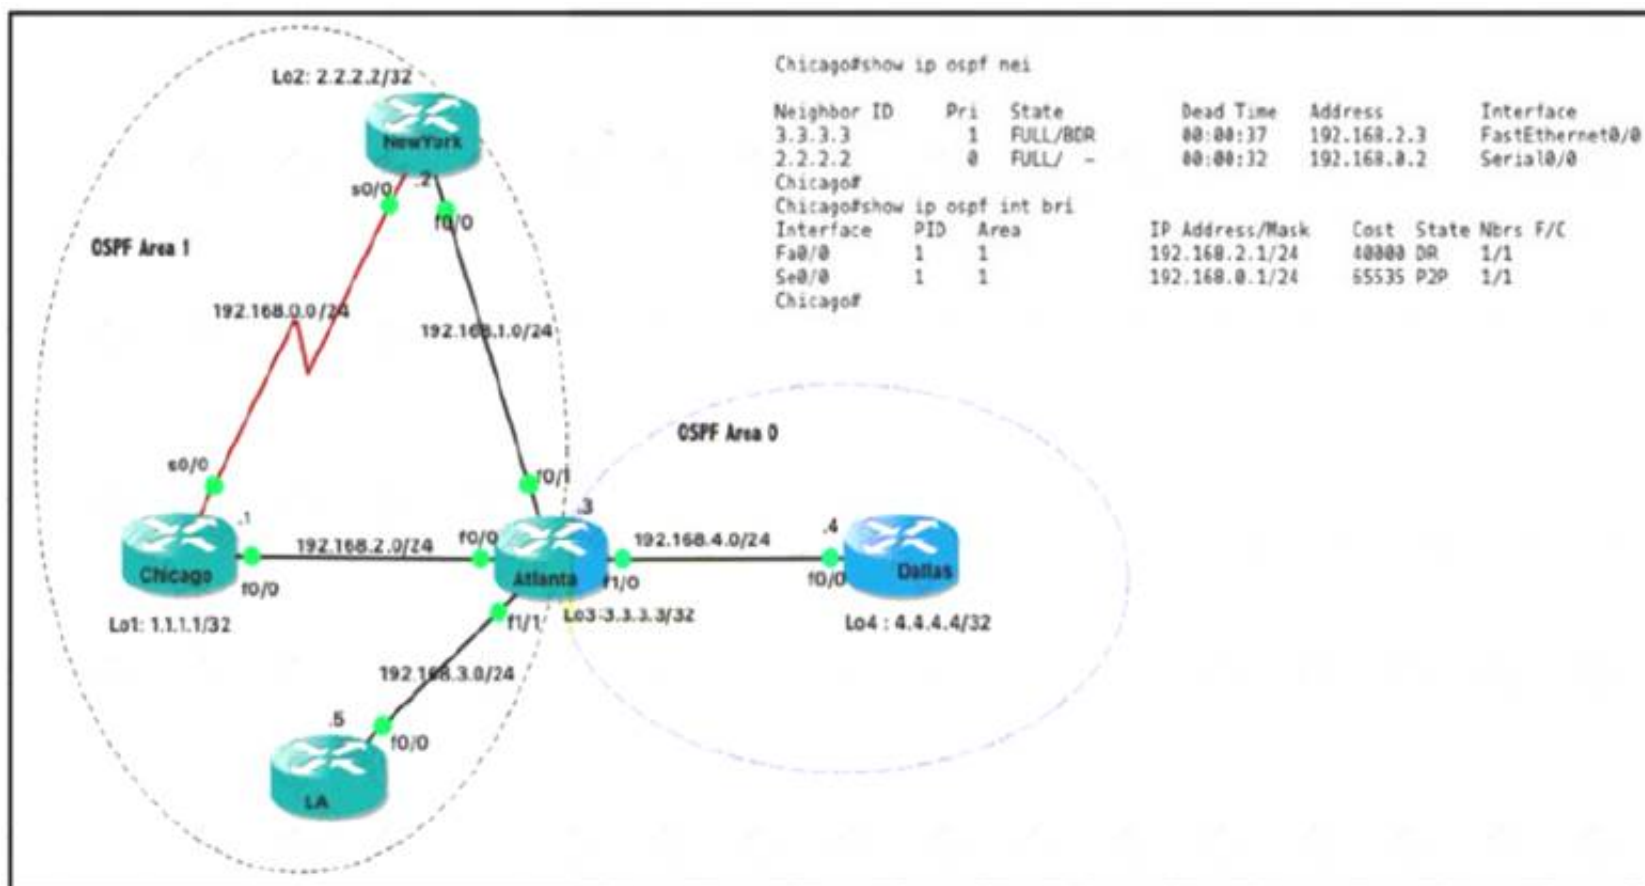 Chicago#show ip ospf nei
Neighbor ID Pri State Dead Time Address Interface
3.3.3.3 1 FULL/BDR 00:00:37 192.168.2.3 FastEthernet0/0
2.2.2.2 0 FULL/ - 00:00:32 192.168.0.2 Serial0/0
Chicago#
Chicago#show ip ospf int bri
Interface PID Area IP Address/Mask Cost State Nbrs F/C
Fa0/0 1 1 192.168.2.1/24 40000 DR 1/1
Se0/0 1 1 192.168.0.1/24 65535 P2P 1/1
Chicago#
Lo2: 2.2.2.2/32
NewYork
s0/0
.2
f0/0
OSPF Area 1
192.168.0.0/24
192.168.1.0/24
OSPF Area 0
s0/0
f0/1
.1
.3
Chicago
f0/0
192.168.2.0/24
f0/0
Atlanta
f1/0
192.168.4.0/24
.4
f0/0
Dallas
Lo1: 1.1.1.1/32
f1/1
Lo3:3.3.3.3/32
Lo4 : 4.4.4.4/32
192.168.3.0/24
.5
f0/0
LA